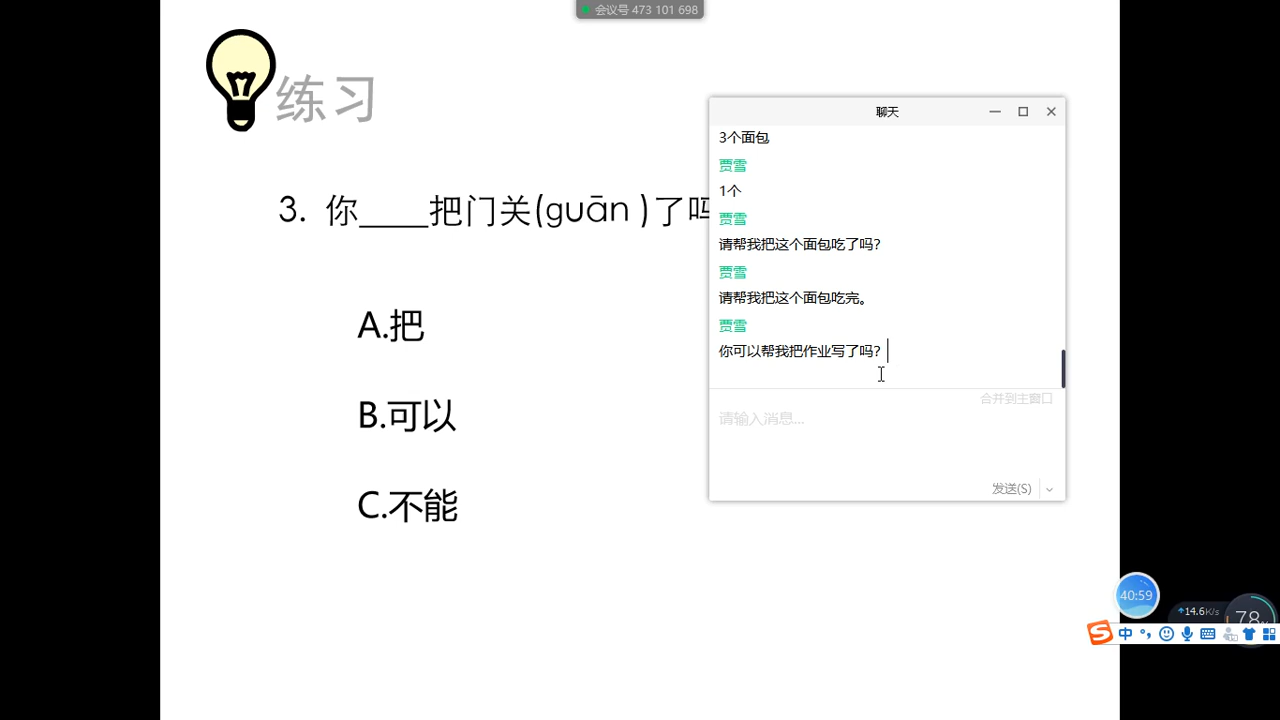 会议号 473 101 698
练习
聊天
3个面包
贾雪
1个
贾雪
请帮我把这个面包吃了吗?
贾雪
请帮我把这个面包吃完。
贾雪
你可以帮我把作业写了吗?
合并到主窗口
请输入消息...
发送(S)
3. 你____把门关(guān )了吗
A.把
B.可以
C.不能
40:59
14.6K/s
78%
中